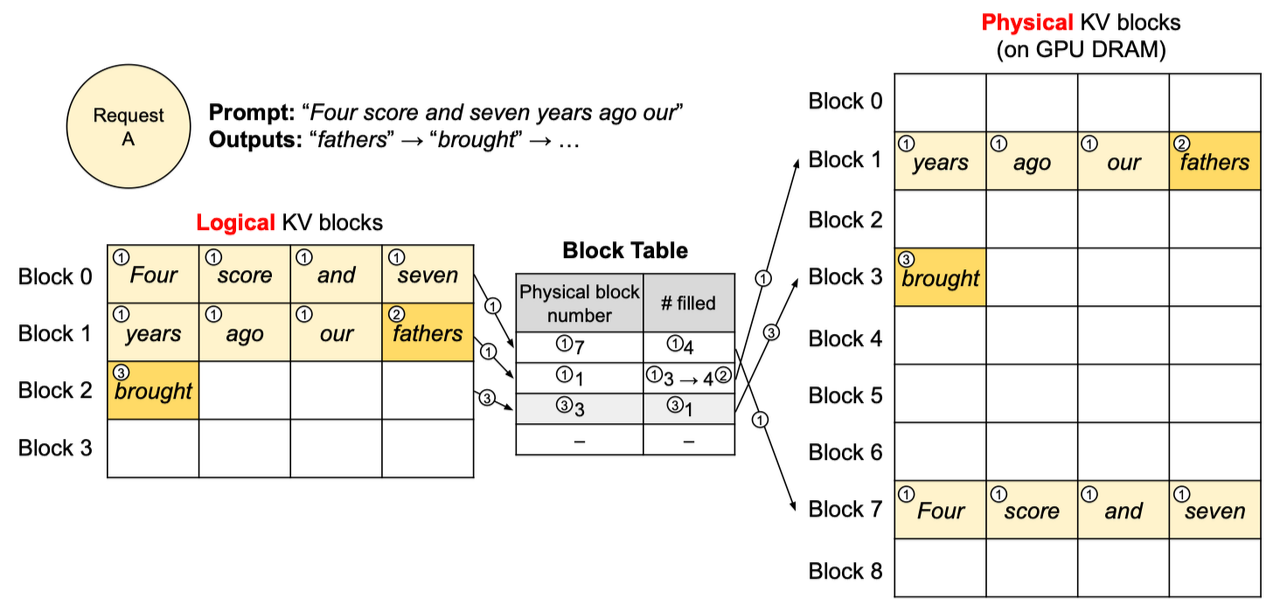 Physical KV blocks
(on GPU DRAM)
Request
A
Prompt: “Four score and seven years ago our”
Outputs: “fathers” → “brought” → …
Logical KV blocks
Block 0 ① Four ① score ① and ① seven
Block 1 ① years ① ago ① our ② fathers
Block 2 ③ brought
Block 3
① ① ③
Block Table
Physical block number # filled
①7 ①4
①1 ①3 → 4②
③3 ③1
– –
① ③ ①
Block 0
Block 1 ① years ① ago ① our ② fathers
Block 2
Block 3 ③ brought
Block 4
Block 5
Block 6
Block 7 ① Four ① score ① and ① seven
Block 8